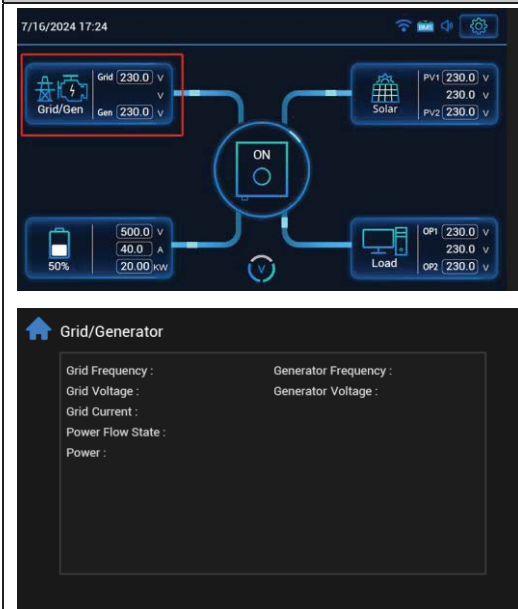 7/16/2024 17:24
BMS
Grid 230.0 V
V
Grid/Gen
Gen 230.0 V
PV1 230.0 V
230.0 V
Solar
PV2 230.0 V
ON
500.0 V
40.0 A
50%
20.00 KW
V
OP1 230.0 V
230.0 V
Load
OP2 230.0 V
Grid/Generator
Grid Frequency :
Generator Frequency :
Grid Voltage :
Generator Voltage :
Grid Current :
Power Flow State :
Power :